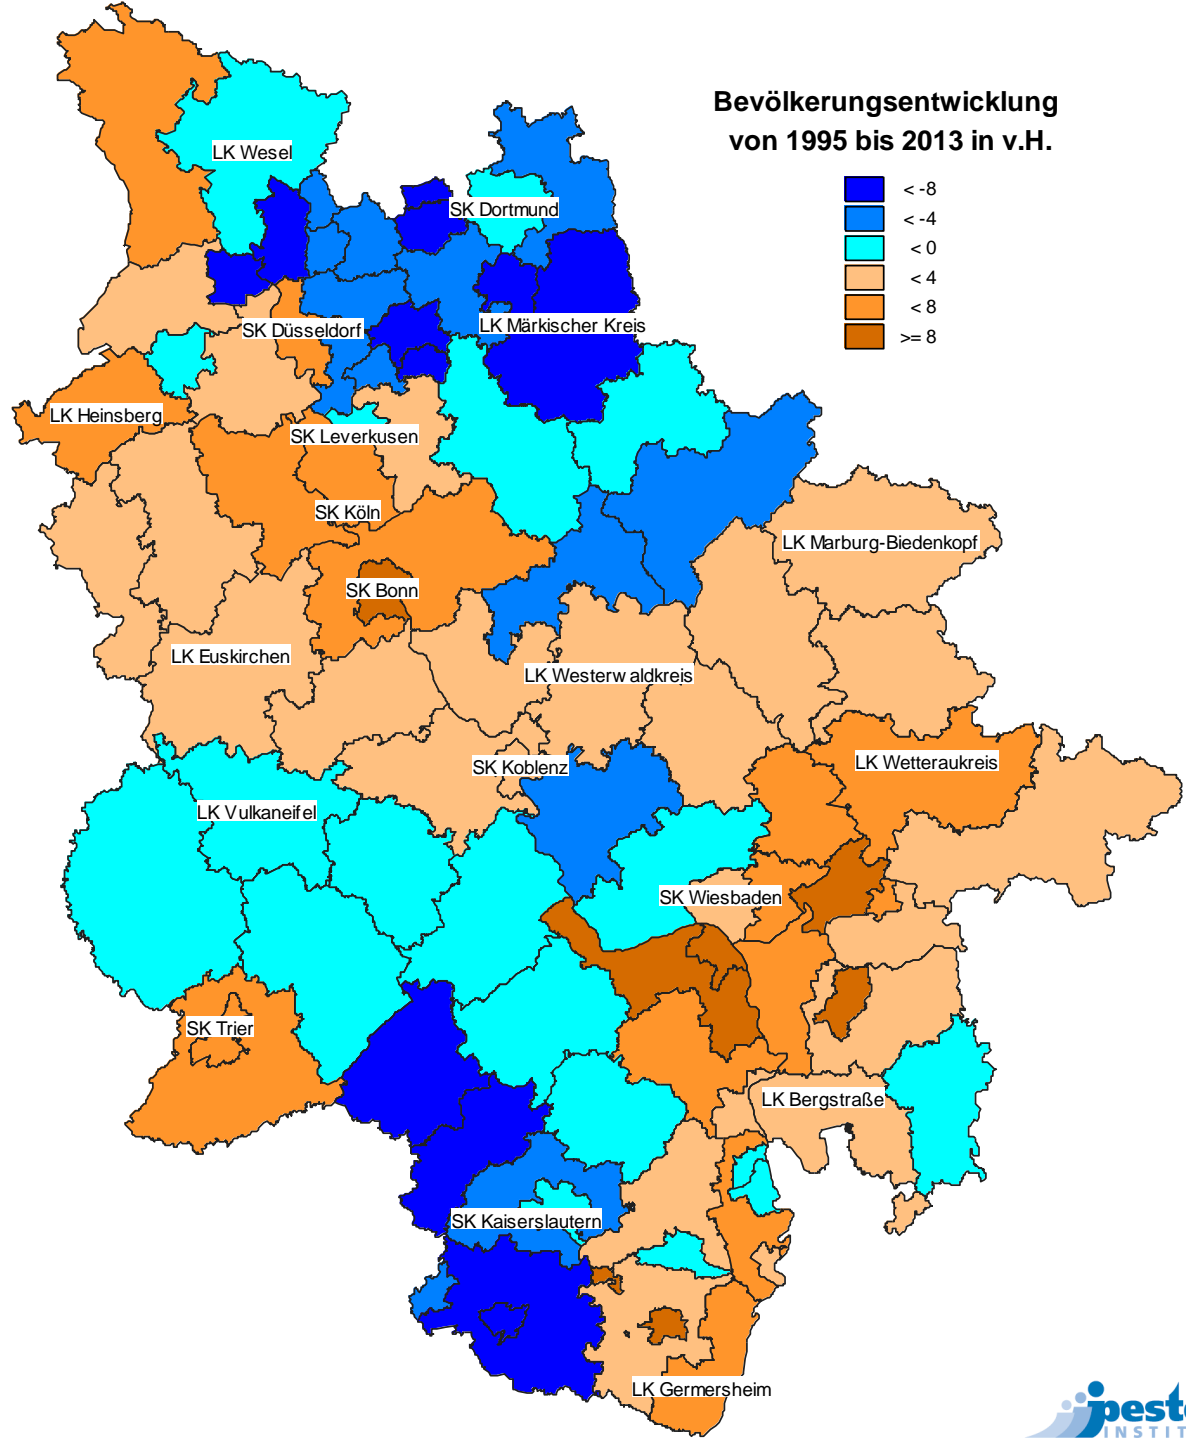 Bevölkerungsentwicklung
von 1995 bis 2013 in v.H.
< -8
< -4
< 0
< 4
< 8
>= 8
LK Wesel
SK Dortmund
SK Düsseldorf
LK Märkischer Kreis
LK Heinsberg
SK Leverkusen
SK Köln
LK Marburg-Biedenkopf
SK Bonn
LK Euskirchen
LK Westerwaldkreis
SK Koblenz
LK Wetteraukreis
LK Vulkaneifel
SK Wiesbaden
SK Trier
LK Bergstraße
SK Kaiserslautern
LK Germersheim